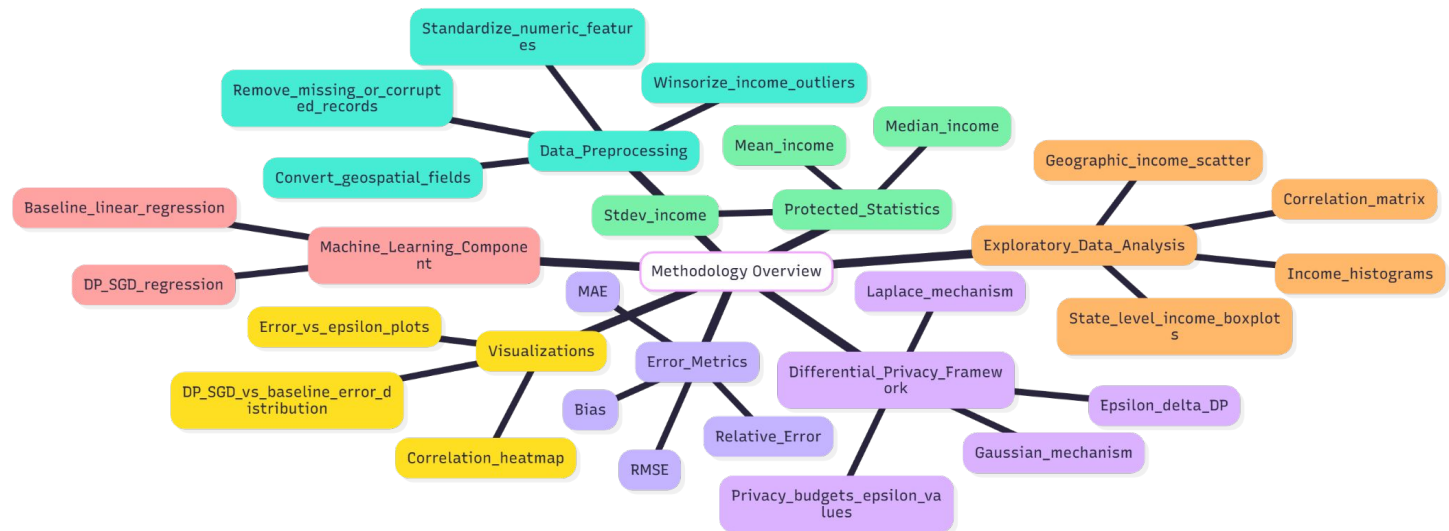 Standardize_numeric_featur
es
Remove_missing_or_corrupt
ed_records
Winsorize_income_outliers
Data_Preprocessing
Convert_geospatial_fields
Median_income
Mean_income
Stdev_income
Protected_Statistics
Geographic_income_scatter
Correlation_matrix
Exploratory_Data_Analysis
Income_histograms
State_level_income_boxplot
s
Baseline_linear_regression
Machine_Learning_Compone
nt
DP_SGD_regression
Methodology Overview
MAE
Laplace_mechanism
Error_vs_epsilon_plots
Visualizations
DP_SGD_vs_baseline_error_d
istribution
Correlation_heatmap
Error_Metrics
Bias
Relative_Error
RMSE
Differential_Privacy_Framew
ork
Epsilon_delta_DP
Gaussian_mechanism
Privacy_budgets_epsilon_va
lues